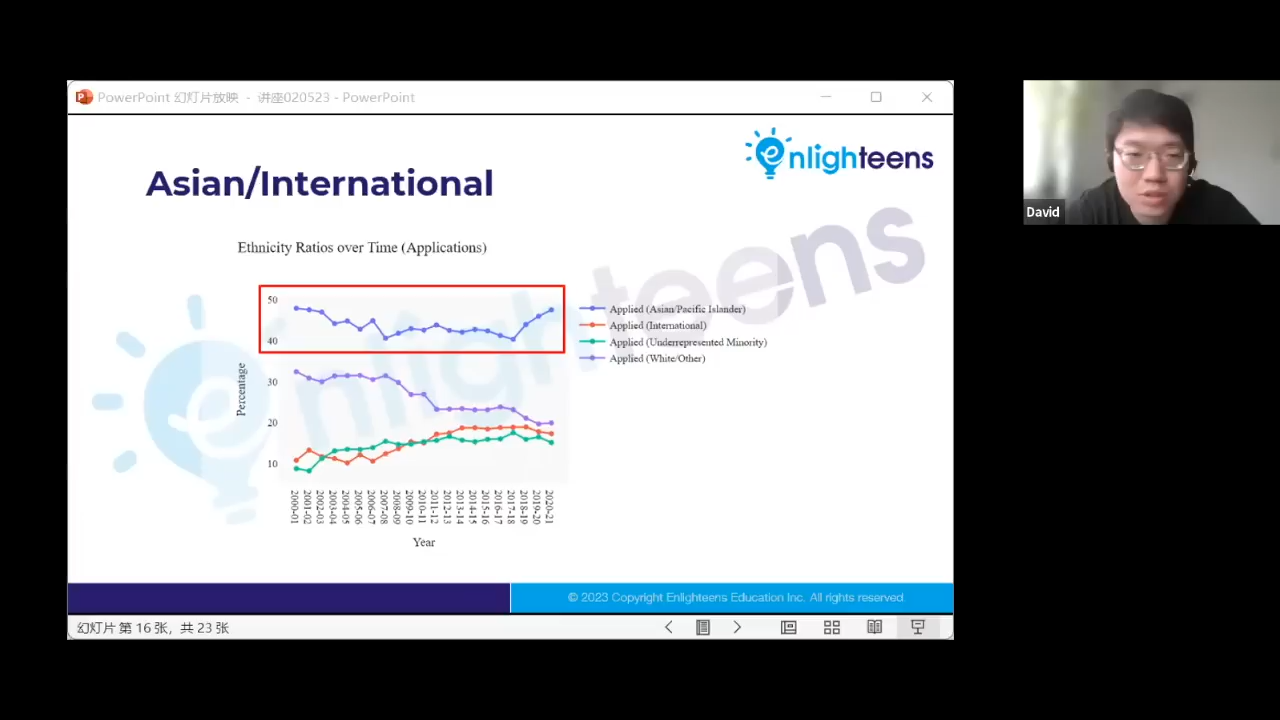 PowerPoint 幻灯片放映 - 讲座020523 - PowerPoint
enlighteens
Asian/International
enlighteens
Ethnicity Ratios over Time (Applications)
50
40
30
20
10
Percentage
Applied (Asian/Pacific Islander)
Applied (International)
Applied (Underrepresented Minority)
Applied (White/Other)
2000-01
2001-02
2002-03
2003-04
2004-05
2005-06
2006-07
2007-08
2008-09
2009-10
2010-11
2011-12
2012-13
2013-14
2014-15
2015-16
2016-17
2017-18
2018-19
2019-20
2020-21
Year
© 2023 Copyright Enlighteens Education Inc. All rights reserved.
幻灯片 第 16 张，共 23 张
David